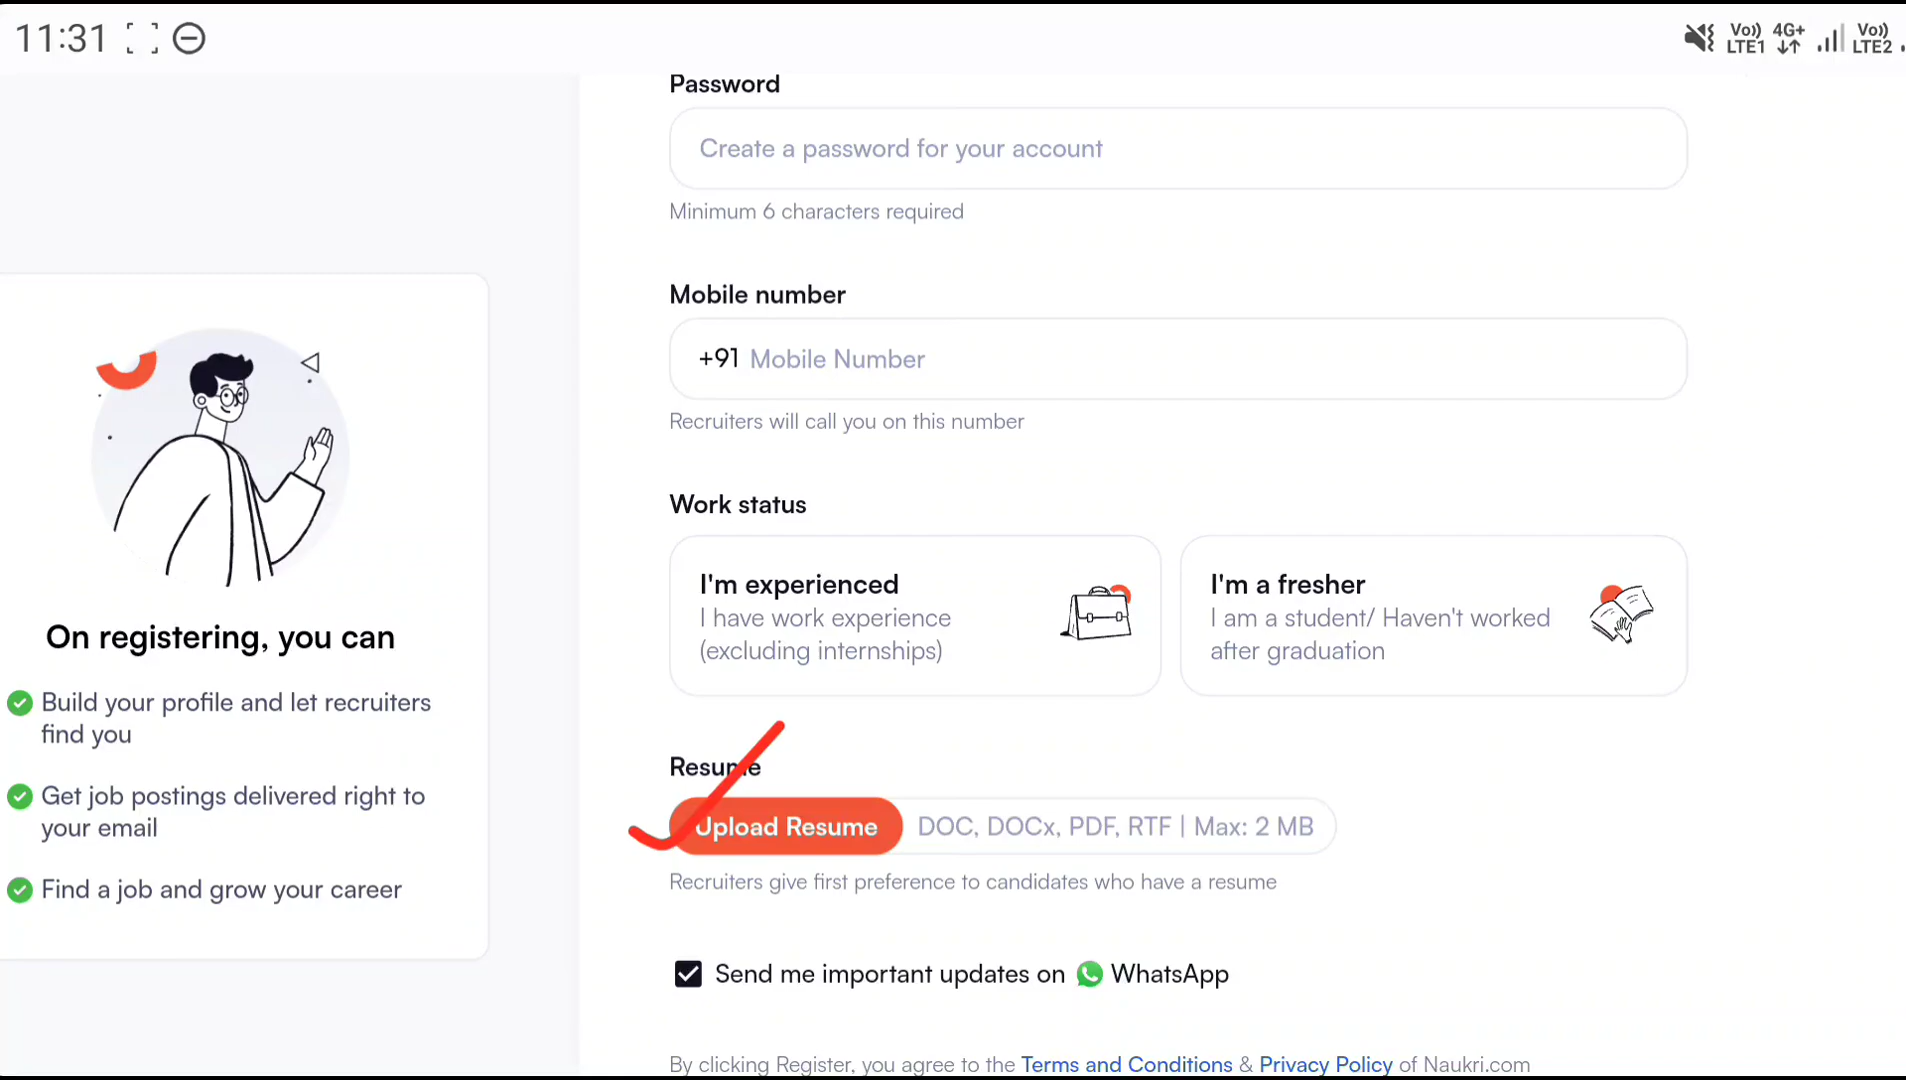 11:31
Vo)) LTE1 4G+ Vo)) LTE2
Password
Create a password for your account
Minimum 6 characters required
Mobile number
+91 Mobile Number
Recruiters will call you on this number
Work status
I'm experienced
I have work experience
(excluding internships)
I'm a fresher
I am a student/ Haven't worked
after graduation
On registering, you can
Build your profile and let recruiters
find you
Get job postings delivered right to
your email
Find a job and grow your career
Resume
Upload Resume DOC, DOCx, PDF, RTF | Max: 2 MB
Recruiters give first preference to candidates who have a resume
Send me important updates on WhatsApp
By clicking Register, you agree to the Terms and Conditions & Privacy Policy of Naukri.com